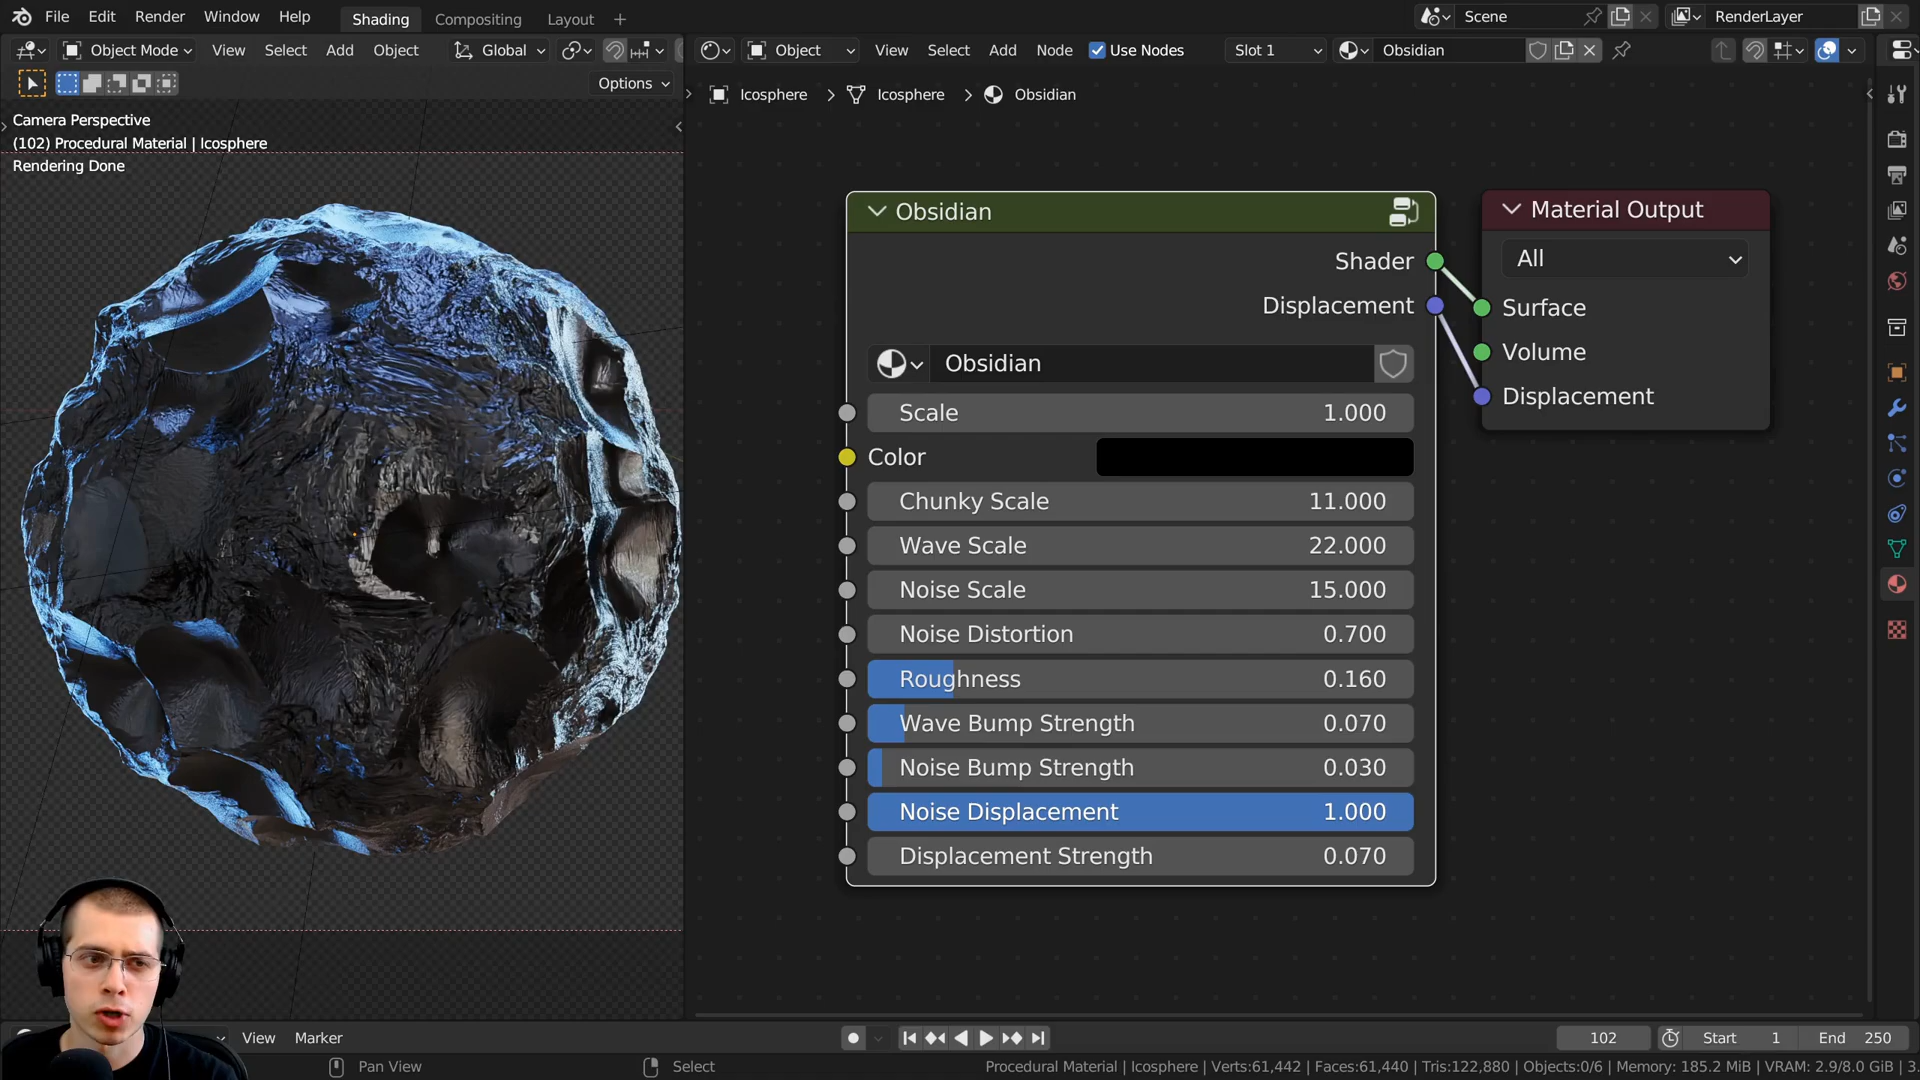 File Edit Render Window Help Shading Compositing Layout + Scene RenderLayer
Object Mode View Select Add Object Global Object View Select Add Node Use Nodes Slot 1 Obsidian
Options
Icosphere > Icosphere > Obsidian
Camera Perspective
(102) Procedural Material | Icosphere
Rendering Done
Obsidian
Shader
Displacement
Obsidian
Scale 1.000
Color
Chunky Scale 11.000
Wave Scale 22.000
Noise Scale 15.000
Noise Distortion 0.700
Roughness 0.160
Wave Bump Strength 0.070
Noise Bump Strength 0.030
Noise Displacement 1.000
Displacement Strength 0.070
Material Output
All
Surface
Volume
Displacement
View Marker 102 Start 1 End 250
Pan View Select Procedural Material | Icosphere | Verts:61,442 | Faces:61,440 | Tris:122,880 | Objects:0/6 | Memory: 185.2 MiB | VRAM: 2.9/8.0 GiB | 3.